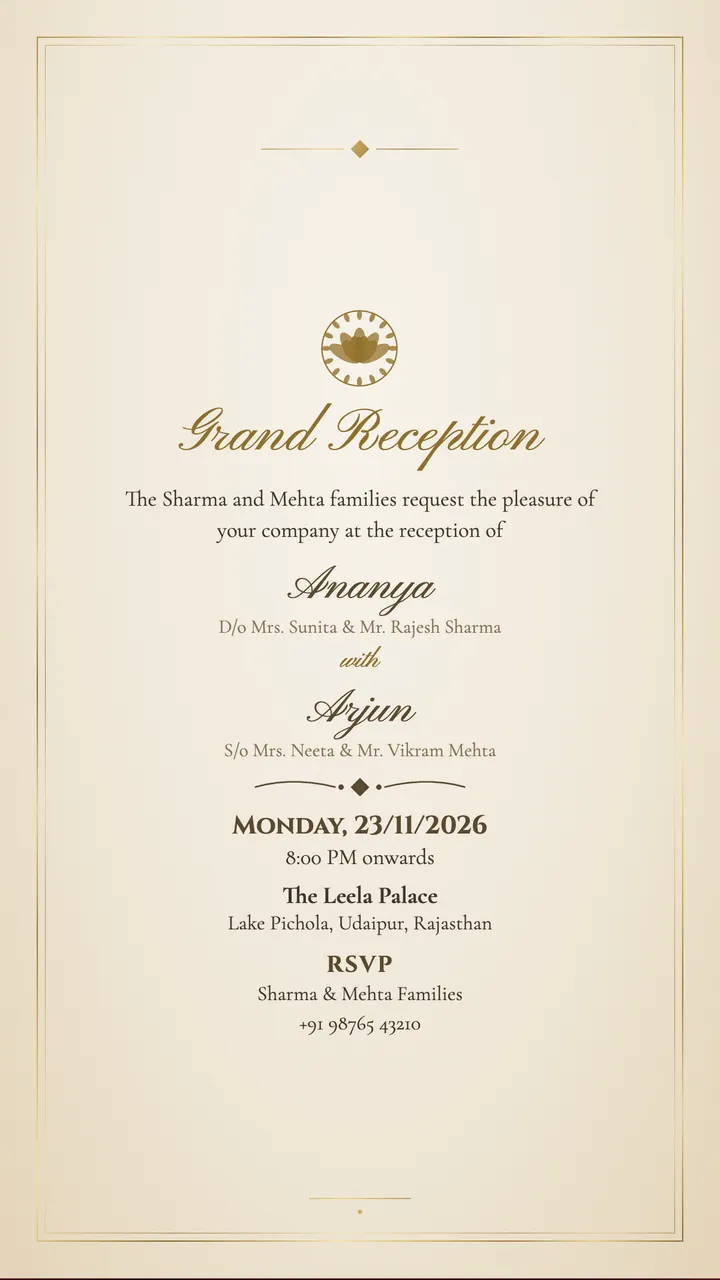 Grand Reception
The Sharma and Mehta families request the pleasure of
your company at the reception of
Ananya
D/o Mrs. Sunita & Mr. Rajesh Sharma
with
Arjun
S/o Mrs. Neeta & Mr. Vikram Mehta
Monday, 23/11/2026
8:00 PM onwards
The Leela Palace
Lake Pichola, Udaipur, Rajasthan
RSVP
Sharma & Mehta Families
+91 98765 43210